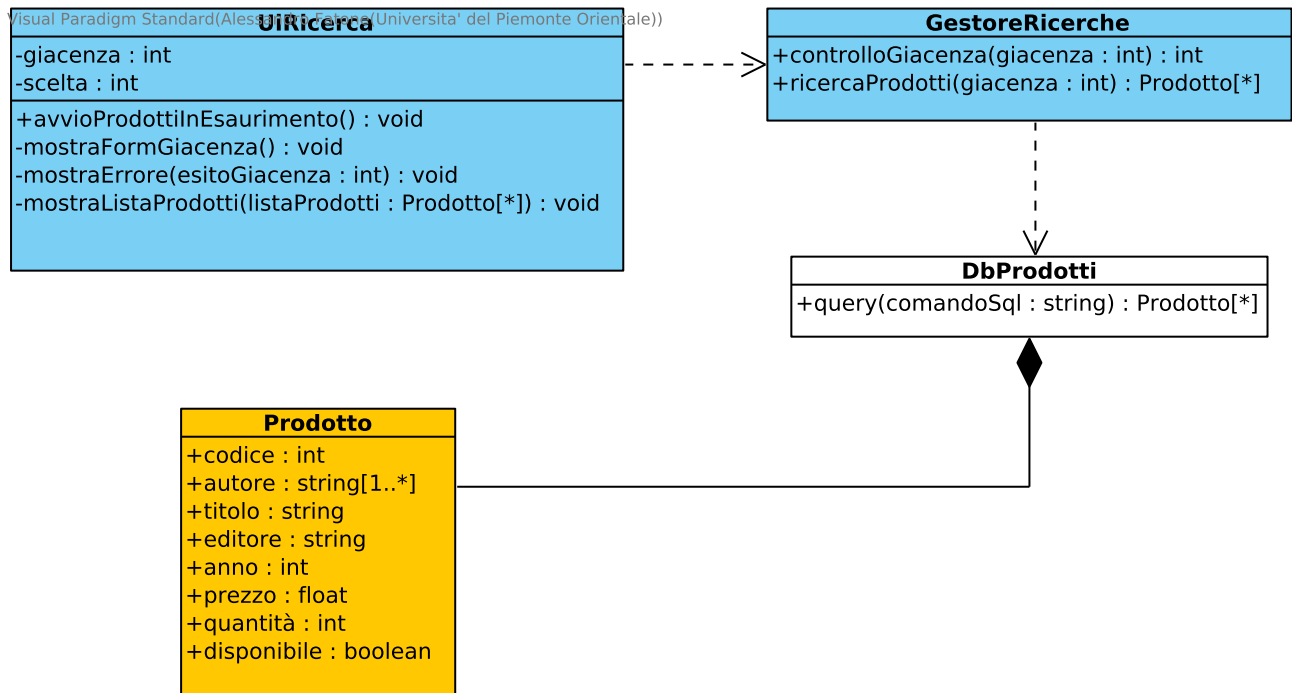 Visual Paradigm Standard(Alessandro Fatone(Universita' del Piemonte Orientale))
UIRicerca
-giacenza : int
-scelta : int
+avvioProdottiInEsaurimento() : void
-mostraFormGiacenza() : void
-mostraErrore(esitoGiacenza : int) : void
-mostraListaProdotti(listaProdotti : Prodotto[*]) : void
GestoreRicerche
+controlloGiacenza(giacenza : int) : int
+ricercaProdotti(giacenza : int) : Prodotto[*]
DbProdotti
+query(comandoSql : string) : Prodotto[*]
Prodotto
+codice : int
+autore : string[1..*]
+titolo : string
+editore : string
+anno : int
+prezzo : float
+quantità : int
+disponibile : boolean